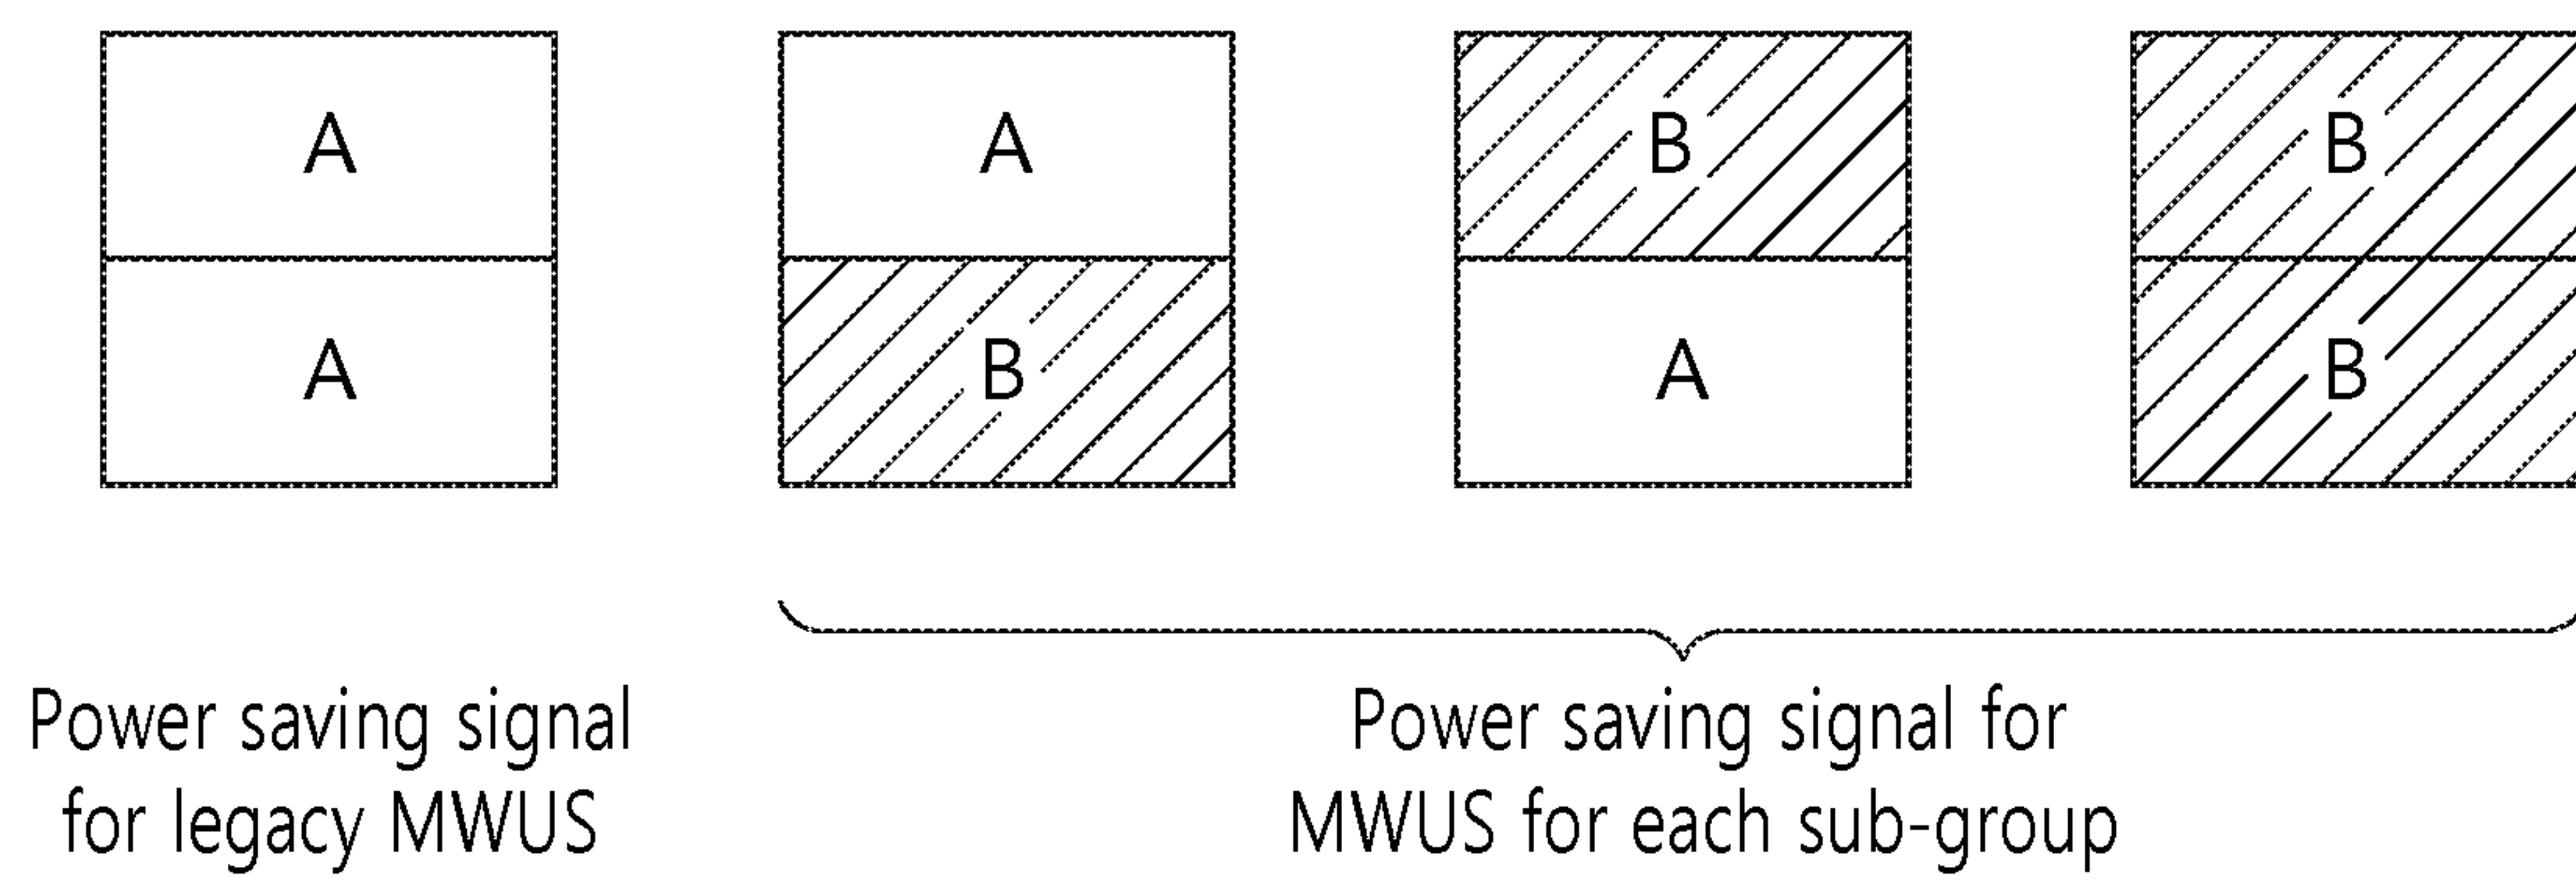 A A B B
A B A B
Power saving signal
for legacy MWUS
Power saving signal for
MWUS for each sub-group